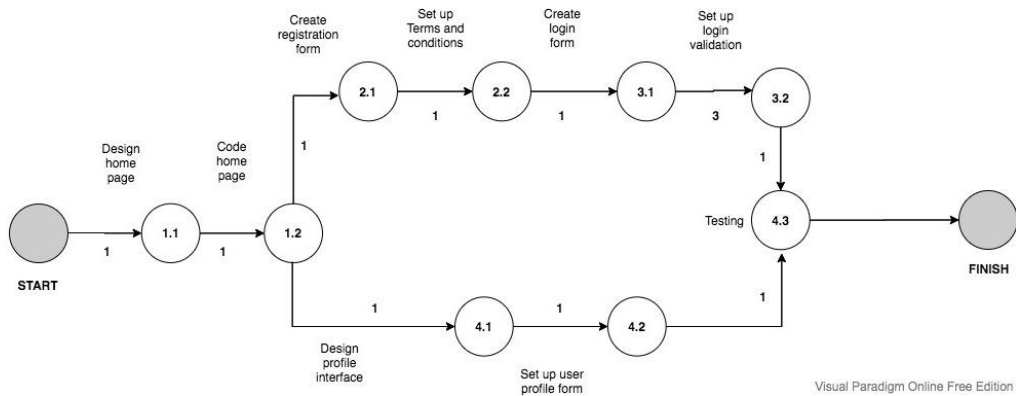 Create
registration
form
Set up
Terms and
conditions
Create
login
form
Set up
login
validation
2.1
2.2
3.1
3.2
1
1
3
1
1
Design
home
page
Code
home
page
1.1
1.2
1
1
START
Testing
4.3
FINISH
1
1
1
4.1
4.2
Design
profile
interface
Set up user
profile form
Visual Paradigm Online Free Edition